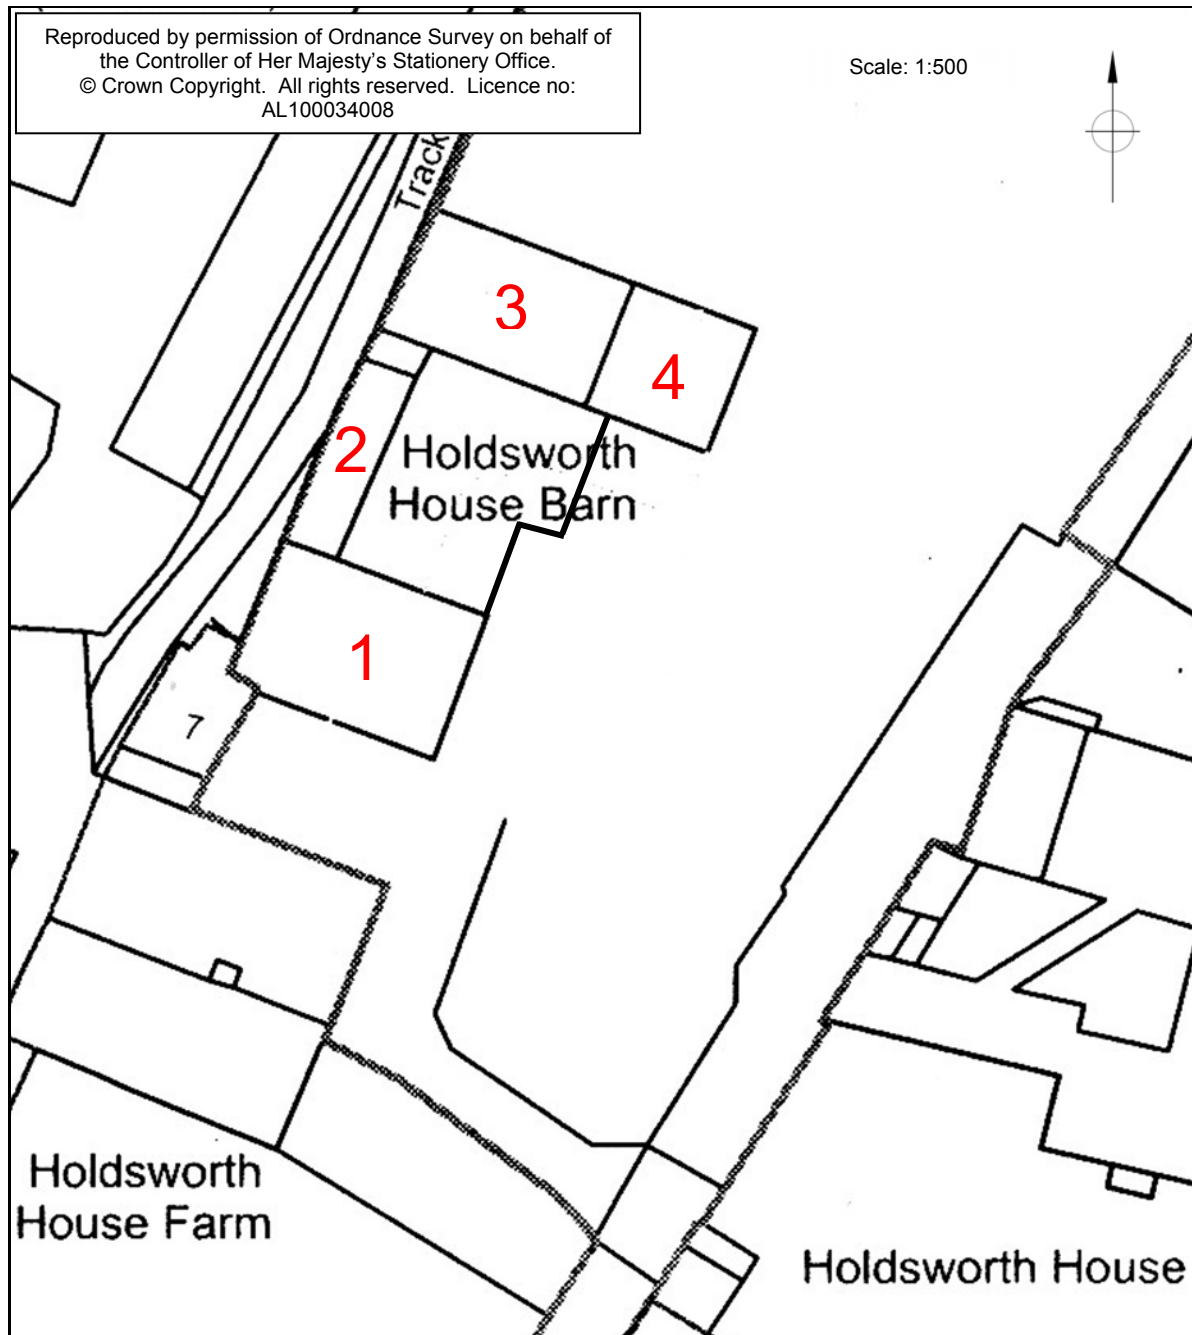 Reproduced by permission of Ordnance Survey on behalf of
the Controller of Her Majesty's Stationery Office.
© Crown Copyright.  All rights reserved.  Licence no:
AL100034008
Scale: 1:500
Track
3
4
2
Holdsworth
House Barn
1
7
Holdsworth
House Farm
Holdsworth House